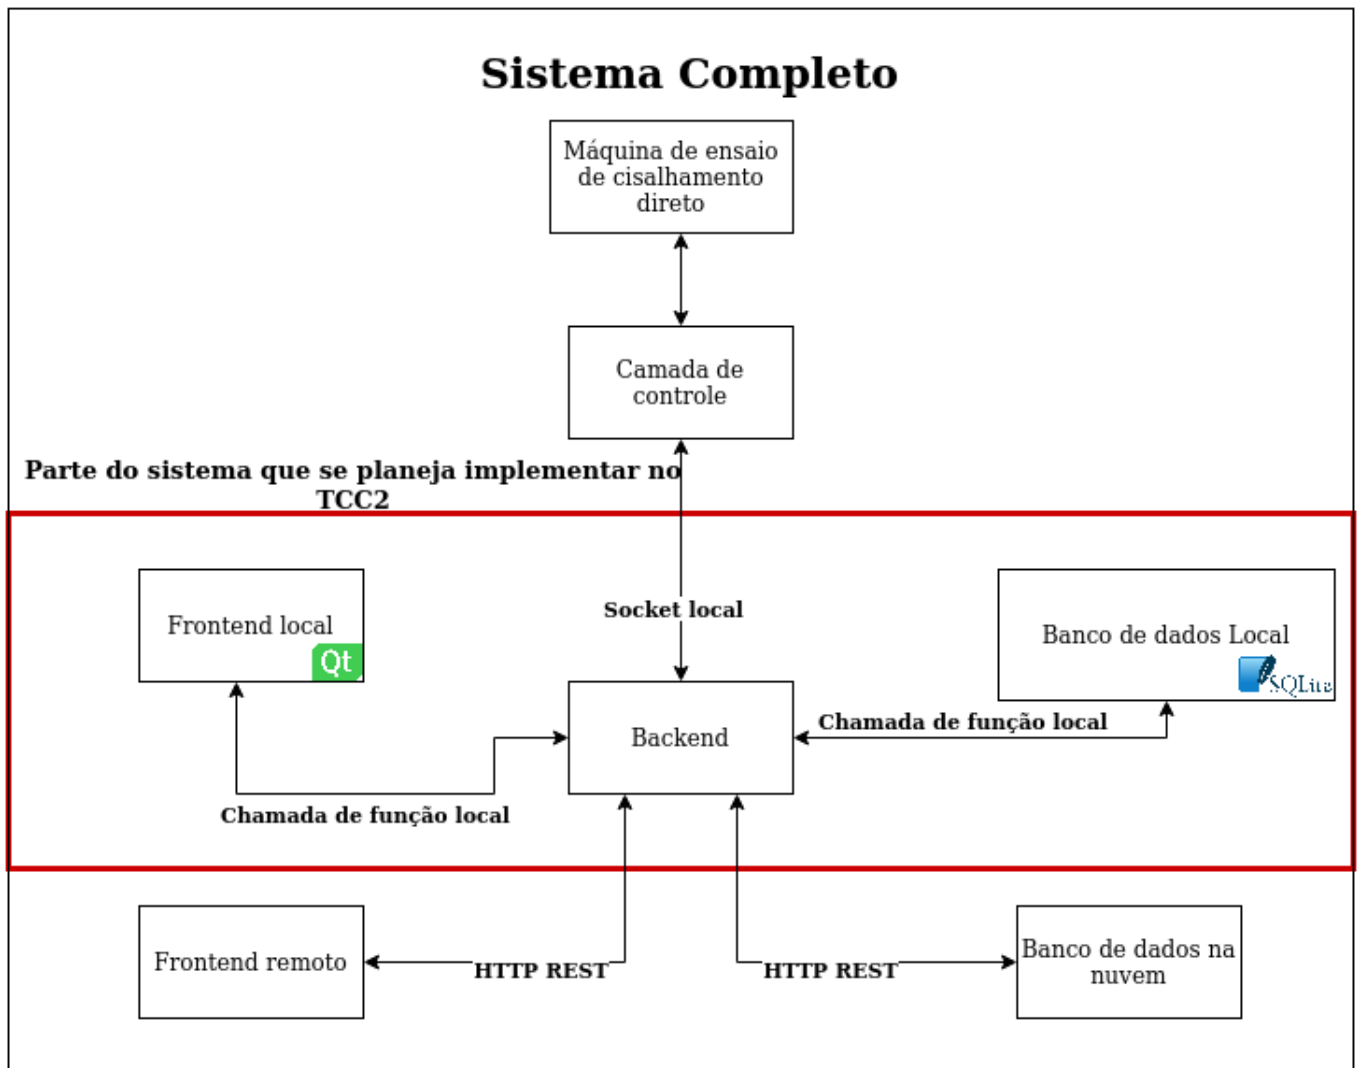 Sistema Completo
Máquina de ensaio
de cisalhamento
direto
Camada de
controle
Parte do sistema que se planeja implementar no
TCC2
Socket local
Frontend local
Qt
Banco de dados Local
SQLite
Chamada de função local
Backend
Chamada de função local
Frontend remoto
HTTP REST
HTTP REST
Banco de dados na
nuvem